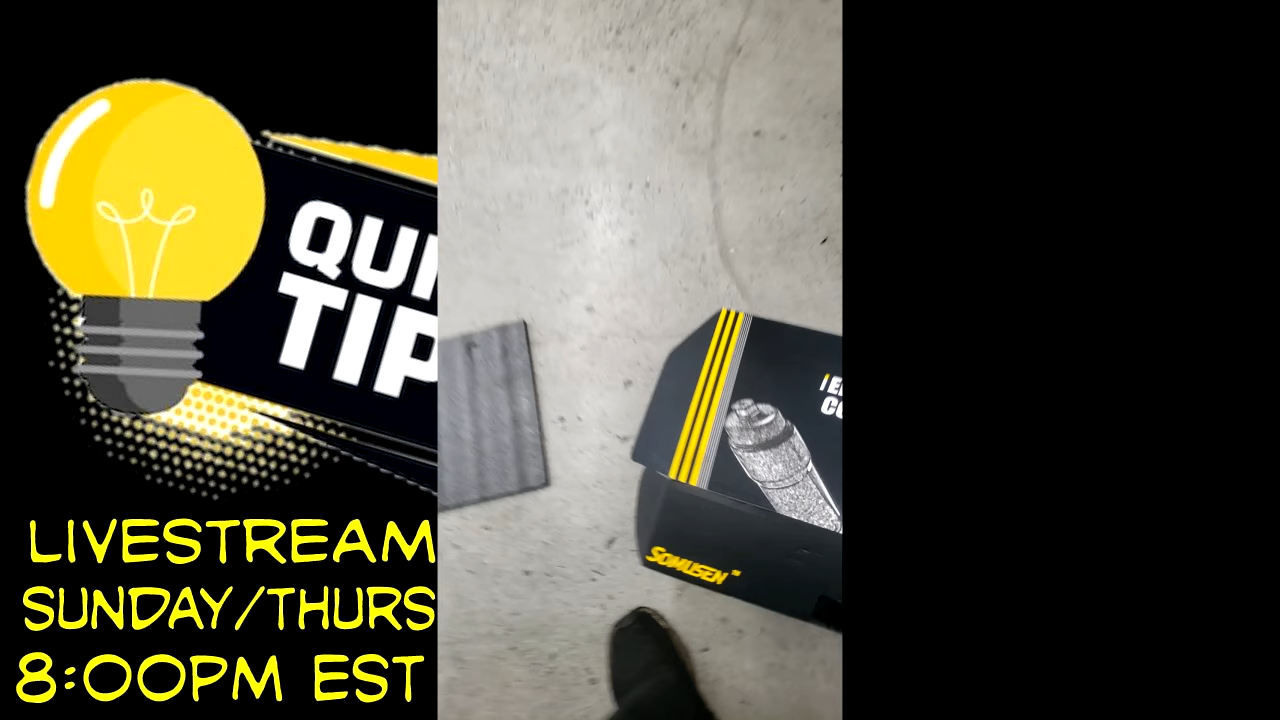 QUI
TIP
LIVESTREAM
SUNDAY/THURS
8:00PM EST
SOMUSEN